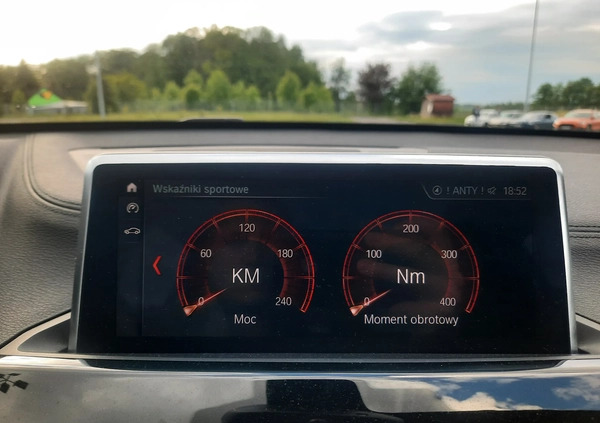 Wskaźniki sportowe
4 ! ANTY ! 18:52
0 60 120 180 240
KM
Moc
0 100 200 300 400
Nm
Moment obrotowy